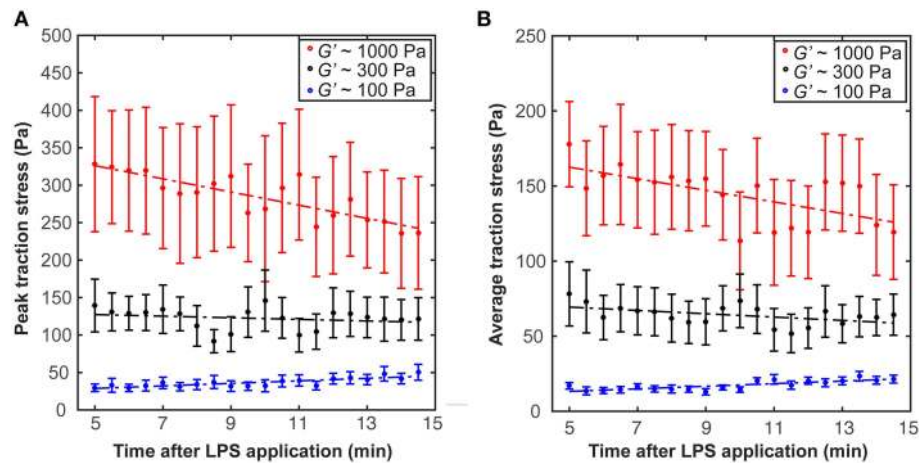 A
B
G' ~ 1000 Pa
G' ~ 300 Pa
G' ~ 100 Pa
Peak traction stress (Pa)
500
450
400
350
300
250
200
150
100
50
0
5 7 9 11 13 15
Time after LPS application (min)
G' ~ 1000 Pa
G' ~ 300 Pa
G' ~ 100 Pa
Average traction stress (Pa)
250
200
150
100
50
0
5 7 9 11 13 15
Time after LPS application (min)